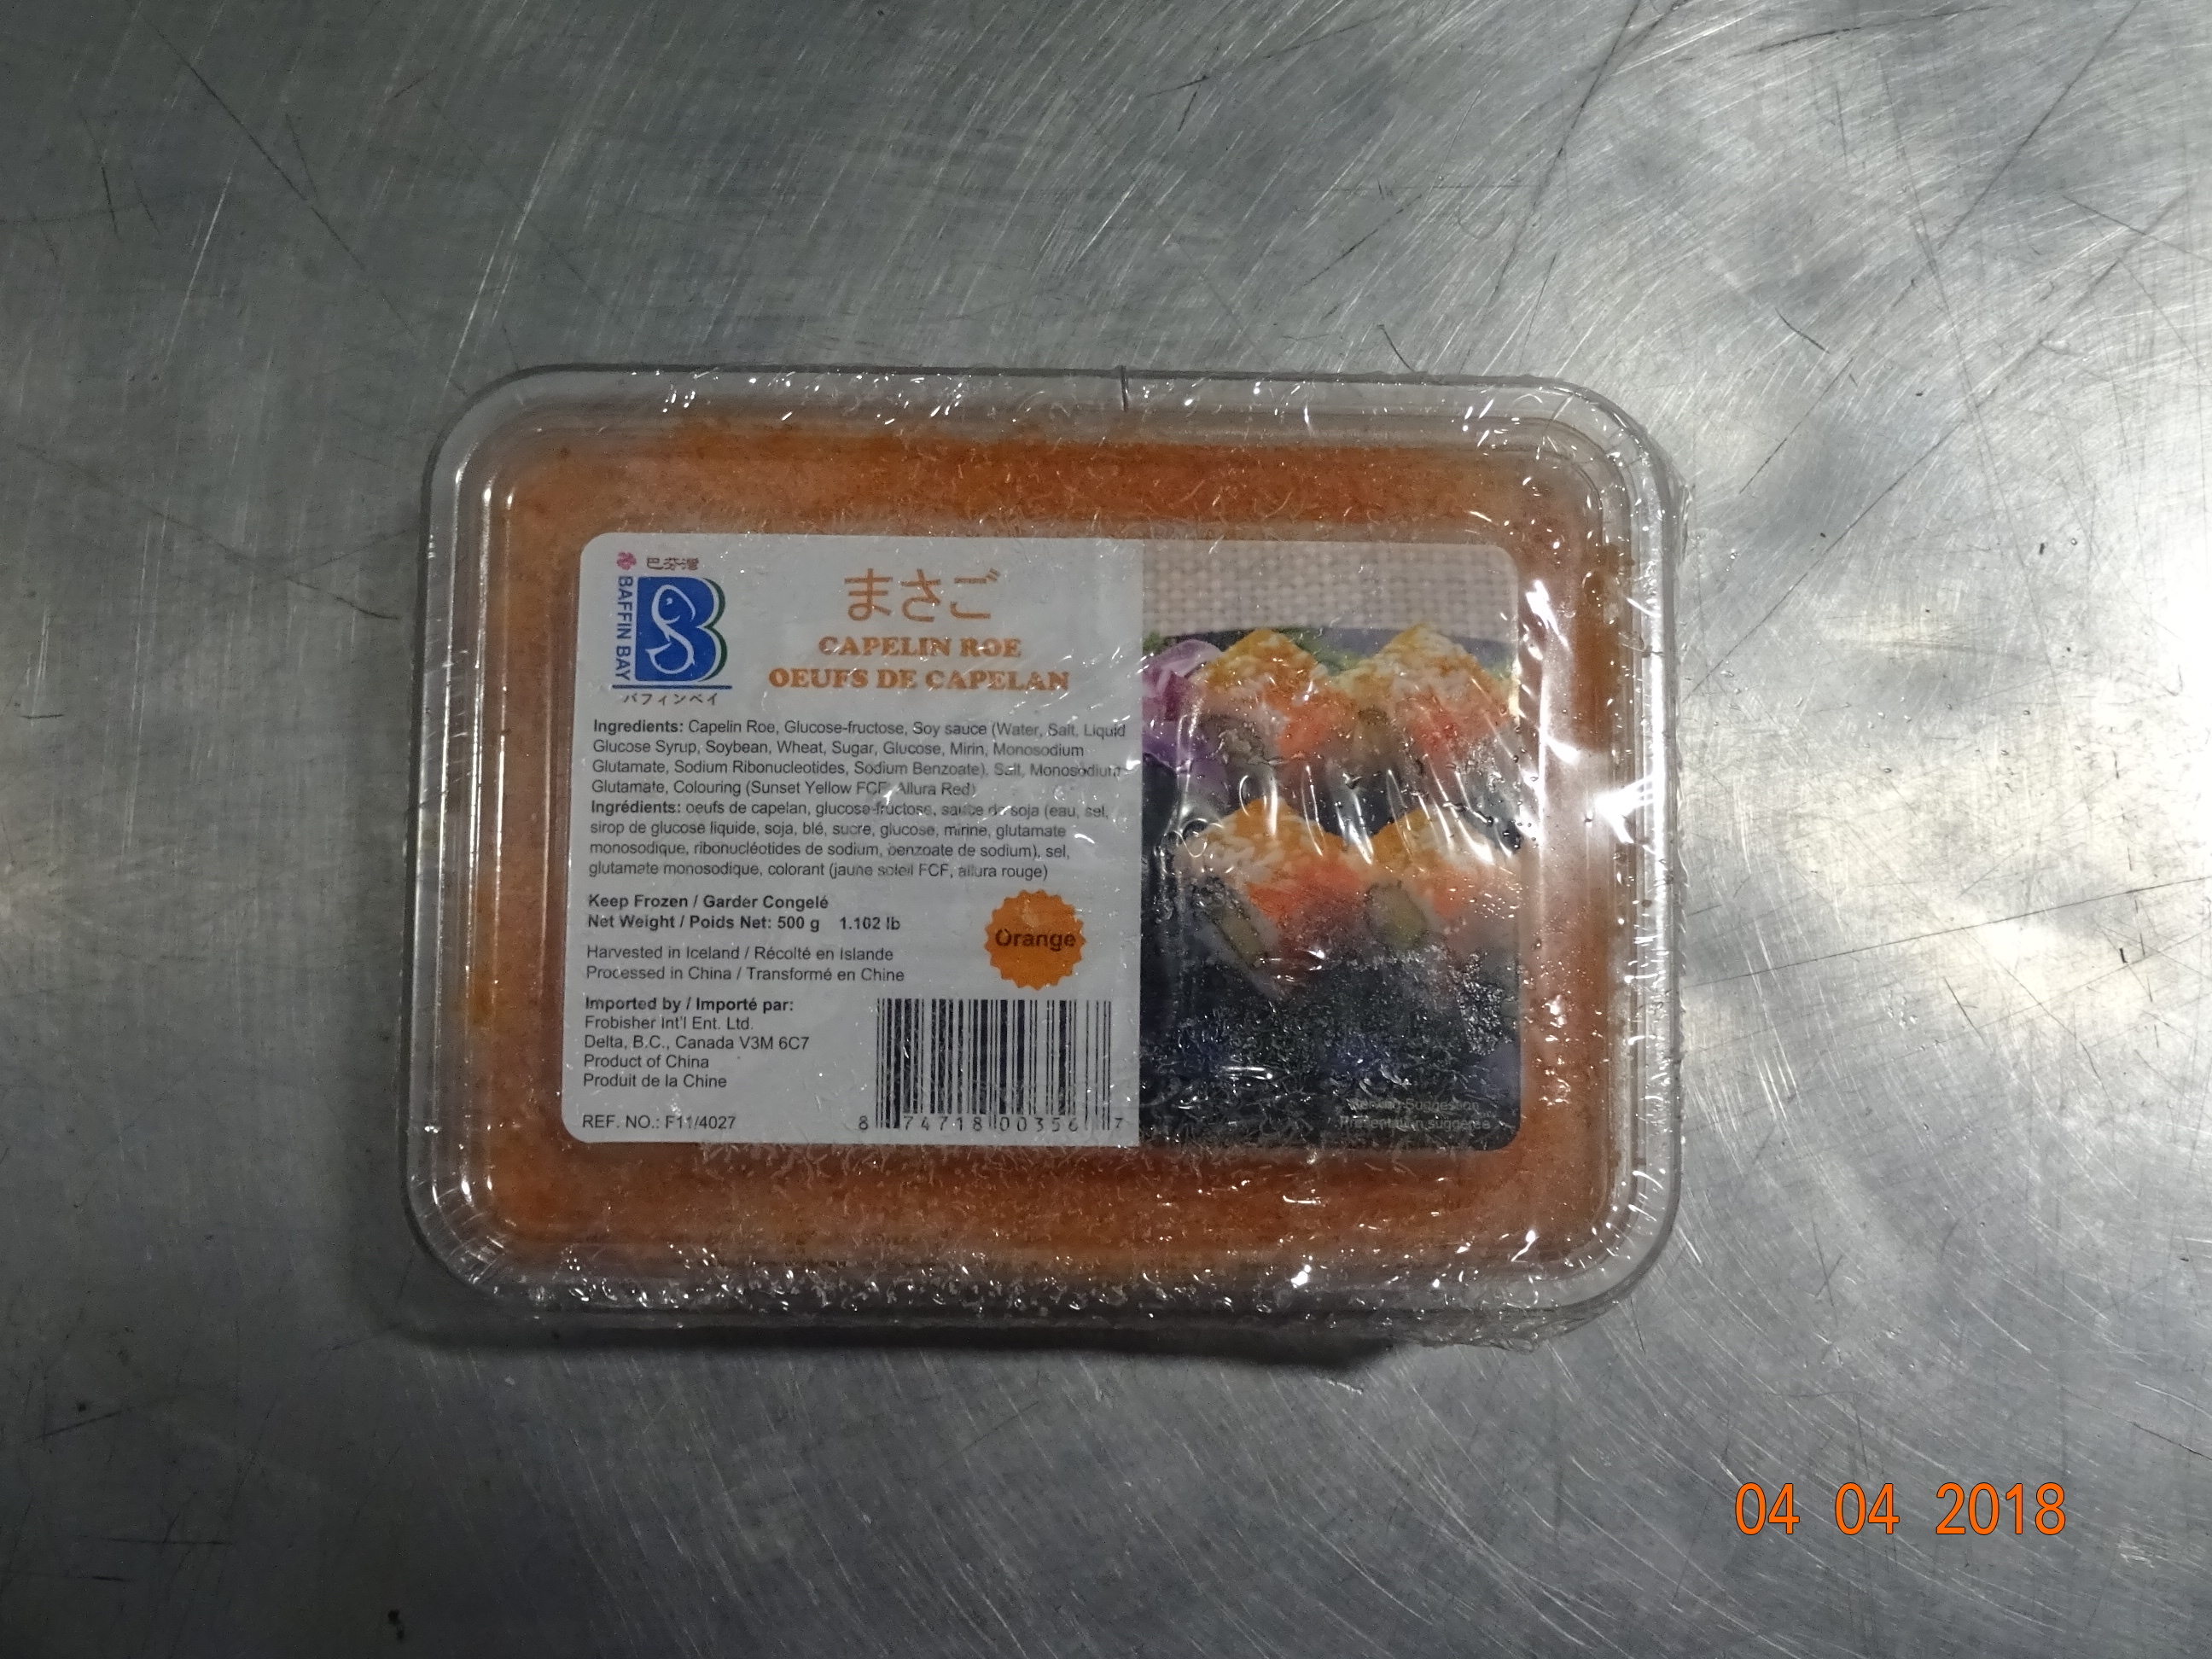 巴芬灣
BAFFIN BAY
バフィンベイ
まさご
CAPELIN ROE
OEUFS DE CAPELAN
Ingredients: Capelin Roe, Glucose-fructose, Soy sauce (Water, Salt, Liquid
Glucose Syrup, Soybean, Wheat, Sugar, Glucose, Mirin, Monosodium
Glutamate, Sodium Ribonucleotides, Sodium Benzoate), Salt, Monosodium
Glutamate, Colouring (Sunset Yellow FCF, Allura Red)
Ingrédients: oeufs de capelan, glucose-fructose, sauce de soja (eau, sel,
sirop de glucose liquide, soja, blé, sucre, glucose, mirine, glutamate
monosodique, ribonucléotides de sodium, benzoate de sodium), sel,
glutamate monosodique, colorant (jaune soleil FCF, allura rouge)
Keep Frozen / Garder Congelé
Net Weight / Poids Net: 500 g 1.102 lb
Orange
Harvested in Iceland / Récolté en Islande
Processed in China / Transformé en Chine
Imported by / Importé par:
Frobisher Int'l Ent. Ltd.
Delta, B.C., Canada V3M 6C7
Product of China
Produit de la Chine
REF. NO.: F11/4027
8 74718 00356 7
Serving Suggestion
Présentation suggérée
04 04 2018